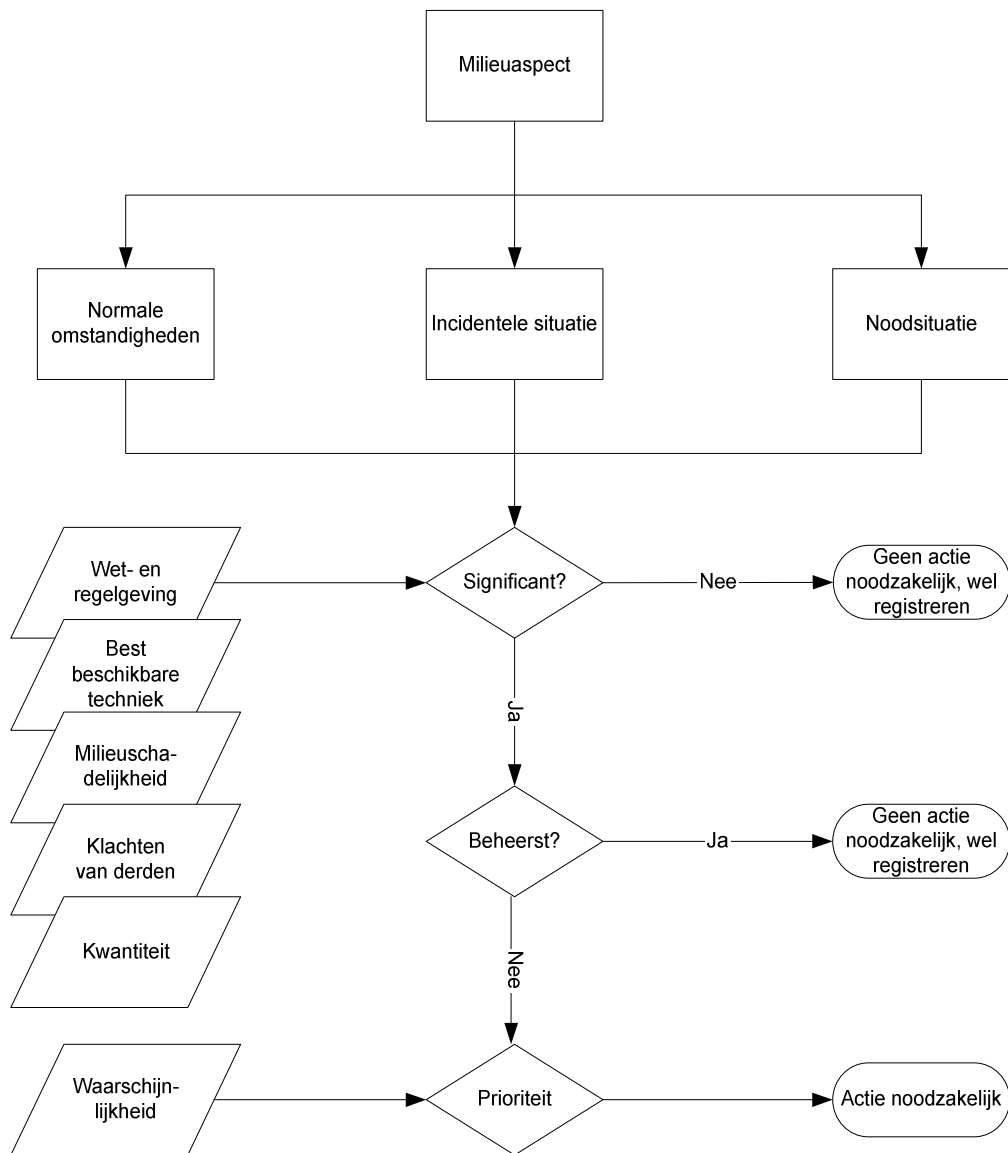 Milieuaspect
Normale
omstandigheden
Incidentele situatie
Noodsituatie
Wet- en
regelgeving
Significant?
Nee
Geen actie
noodzakelijk, wel
registreren
Best
beschikbare
techniek
Ja
Milieuscha-
delijkheid
Klachten
van derden
Beheerst?
Ja
Geen actie
noodzakelijk, wel
registreren
Kwantiteit
Nee
Waarschijn-
lijkheid
Prioriteit
Actie noodzakelijk